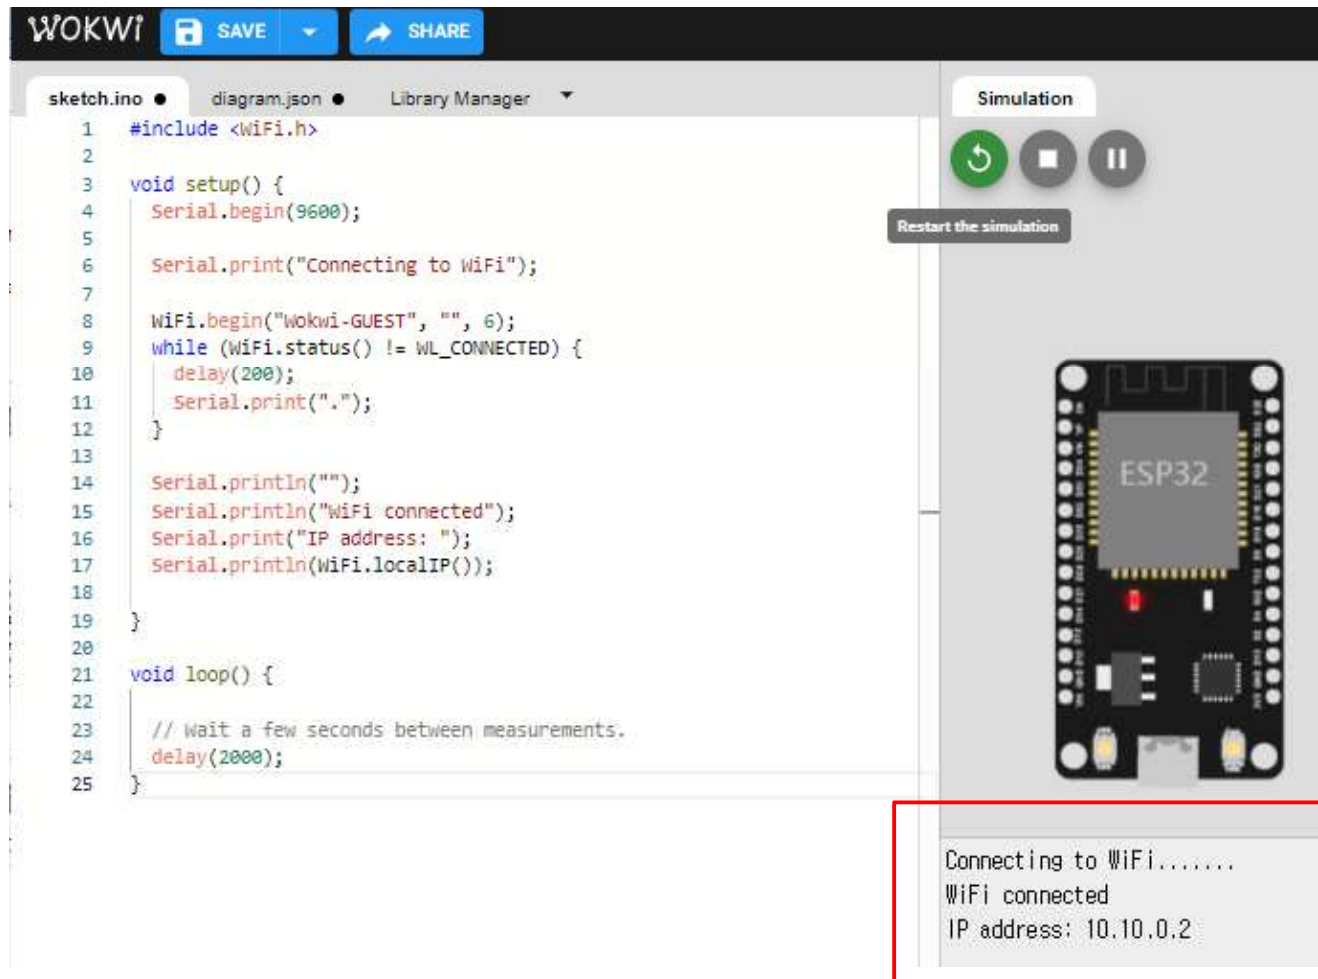 WOKWI SAVE SHARE
sketch.ino ● diagram.json ● Library Manager
Simulation
1 #include <WiFi.h>
2
3 void setup() {
4 Serial.begin(9600);
5
6 Serial.print("Connecting to WiFi");
7
8 WiFi.begin("Wokwi-GUEST", "", 6);
9 while (WiFi.status() != WL_CONNECTED) {
10 delay(200);
11 Serial.print(".");
12 }
13
14 Serial.println("");
15 Serial.println("WiFi connected");
16 Serial.print("IP address: ");
17 Serial.println(WiFi.localIP());
18
19 }
20
21 void loop() {
22
23 // Wait a few seconds between measurements.
24 delay(2000);
25 }
Restart the simulation
ESP32
Connecting to WiFi.......
WiFi connected
IP address: 10.10.0.2